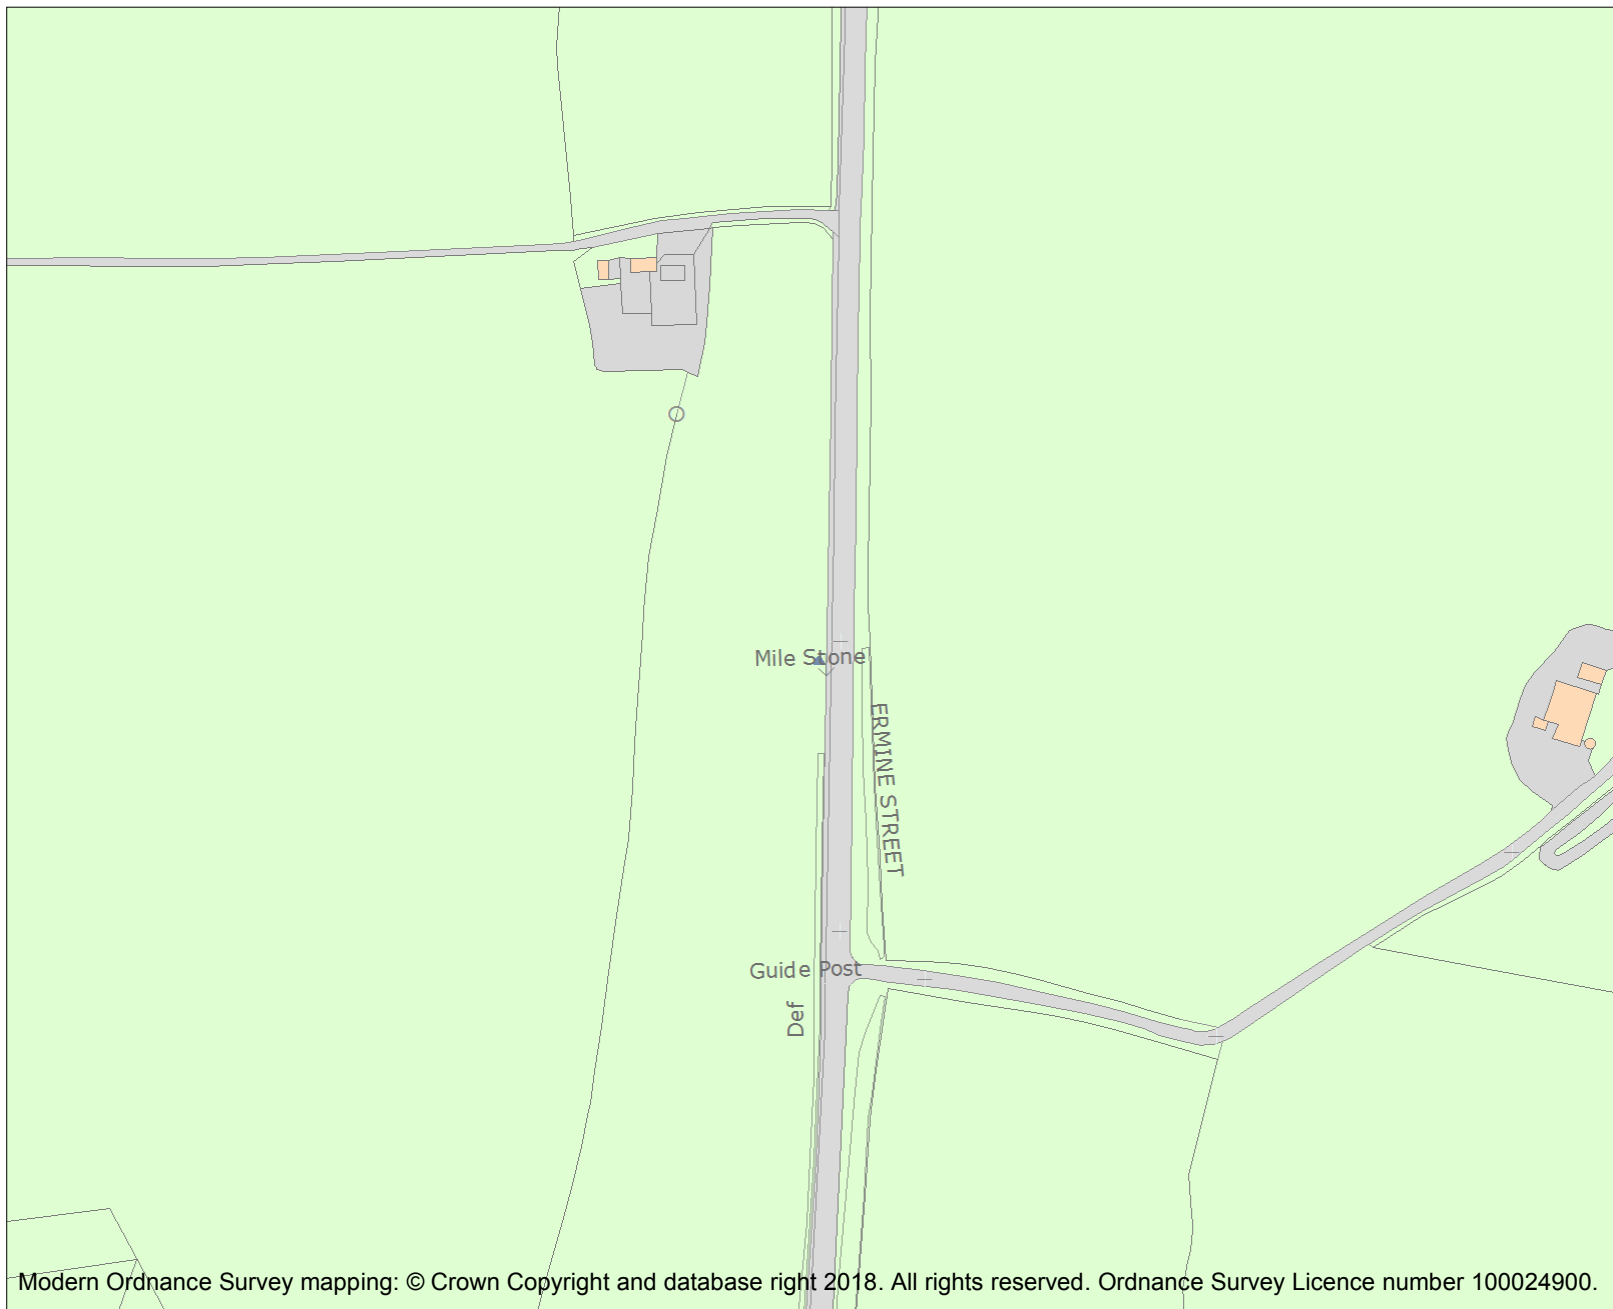 Mile Stone
ERMINE STREET
Guide Post
Def
Modern Ordnance Survey mapping: © Crown Copyright and database right 2018. All rights reserved. Ordnance Survey Licence number 100024900.